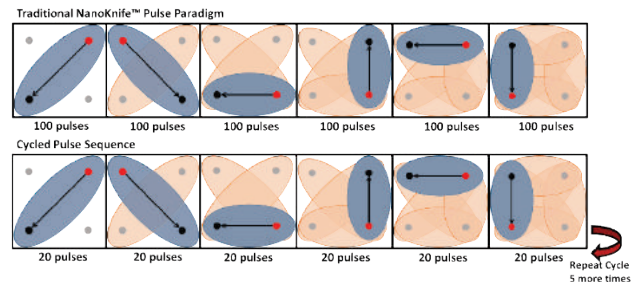 Traditional NanoKnife™ Pulse Paradigm
100 pulses 100 pulses 100 pulses 100 pulses 100 pulses 100 pulses
Cycled Pulse Sequence
20 pulses 20 pulses 20 pulses 20 pulses 20 pulses 20 pulses
Repeat Cycle
5 more times